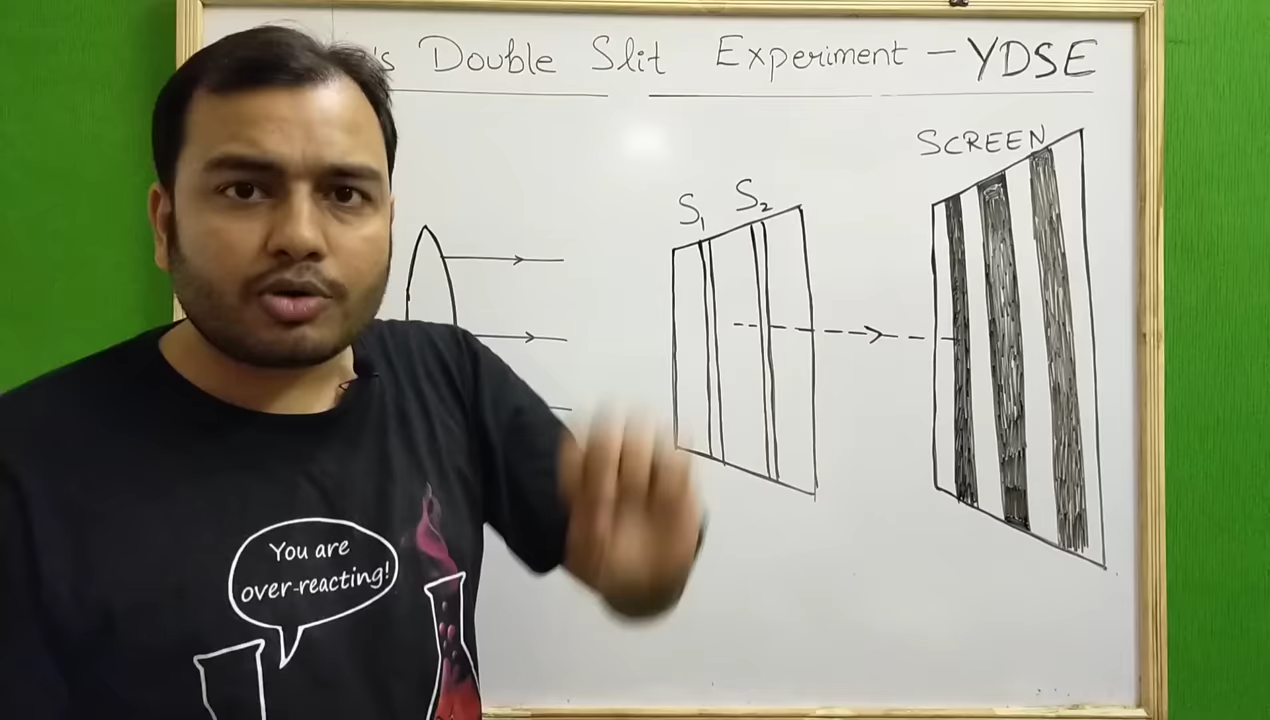 's Double Slit Experiment – YDSE
SCREEN
S₁ S₂
You are
over-reacting!